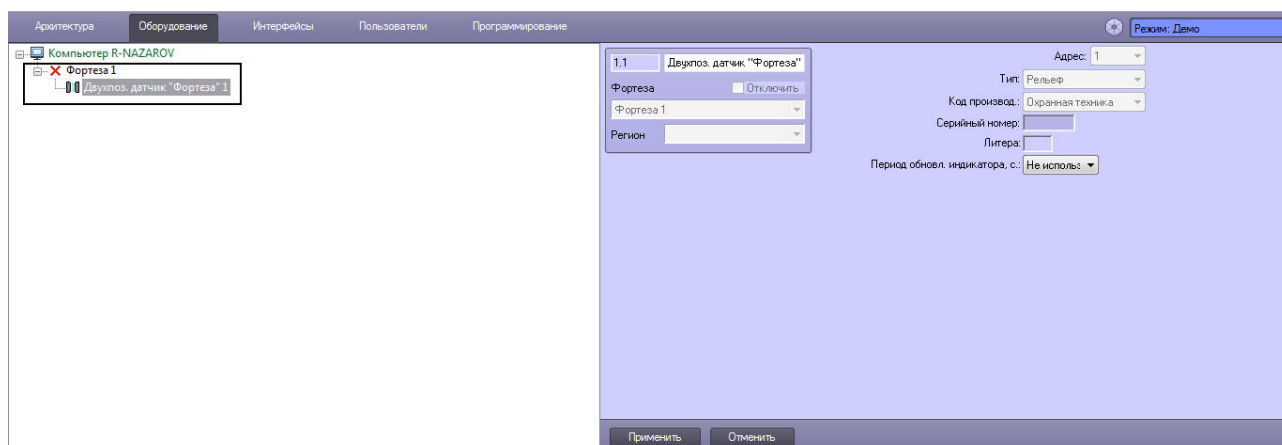 Архитектура Оборудование Интерфейсы Пользователи Программирование Режим: Демо
Компьютер R-NAZAROV
Фортеза 1
Двухпоз. датчик "Фортеза" 1
1.1 Двухпоз. датчик "Фортеза"
Фортеза Отключить
Фортеза 1
Регион
Адрес: 1
Тип: Рельеф
Код производ.: Охранная техника
Серийный номер:
Литера:
Период обновл. индикатора, с.: Не использ
Применить Отменить